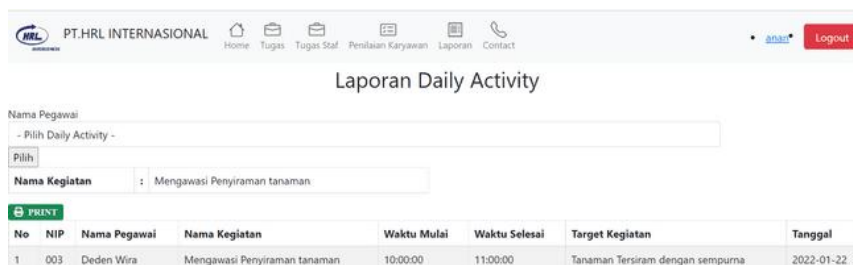 HRL
PT.HRL INTERNASIONAL
Home Tugas Tugas Staf Penilaian Karyawan Laporan Contact
• anan•
Logout
Laporan Daily Activity
Nama Pegawai
- Pilih Daily Activity -
Pilih
Nama Kegiatan : Mengawasi Penyiraman tanaman
PRINT
No NIP Nama Pegawai Nama Kegiatan Waktu Mulai Waktu Selesai Target Kegiatan Tanggal
1 003 Deden Wira Mengawasi Penyiraman tanaman 10:00:00 11:00:00 Tanaman Tersiram dengan sempurna 2022-01-22